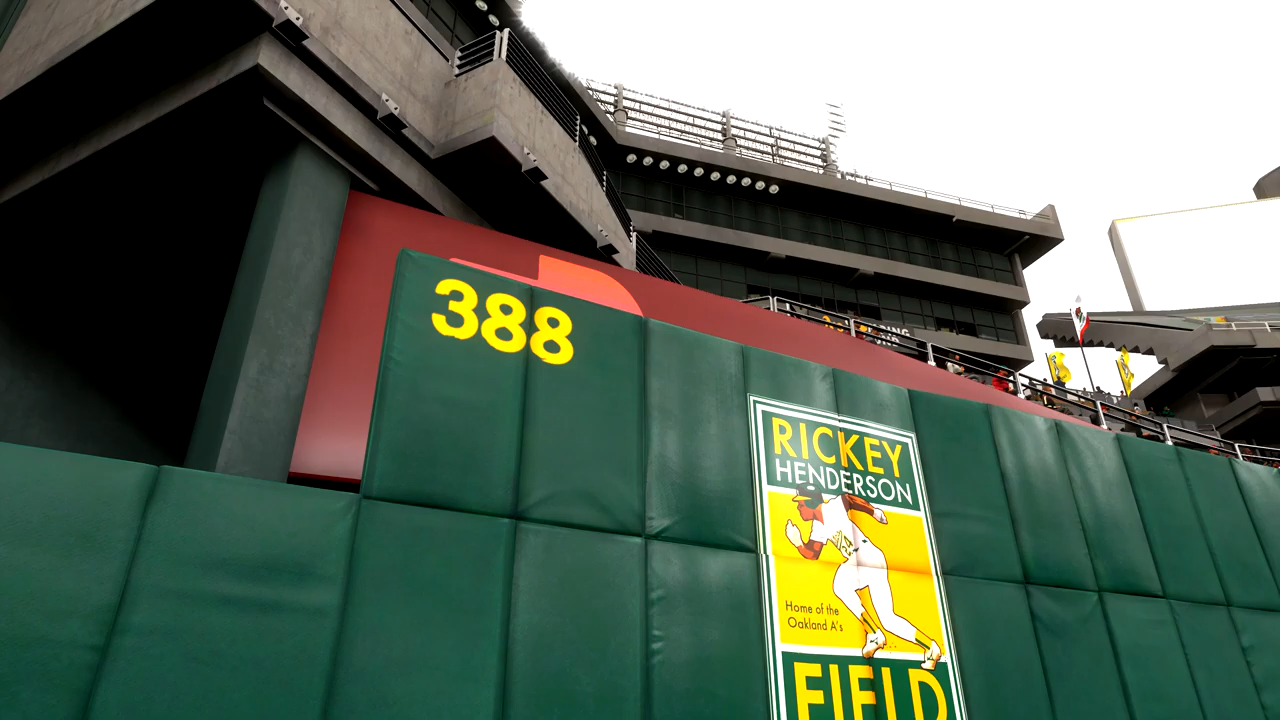 388
RICKEY
HENDERSON
Home of the
Oakland A's
FIELD